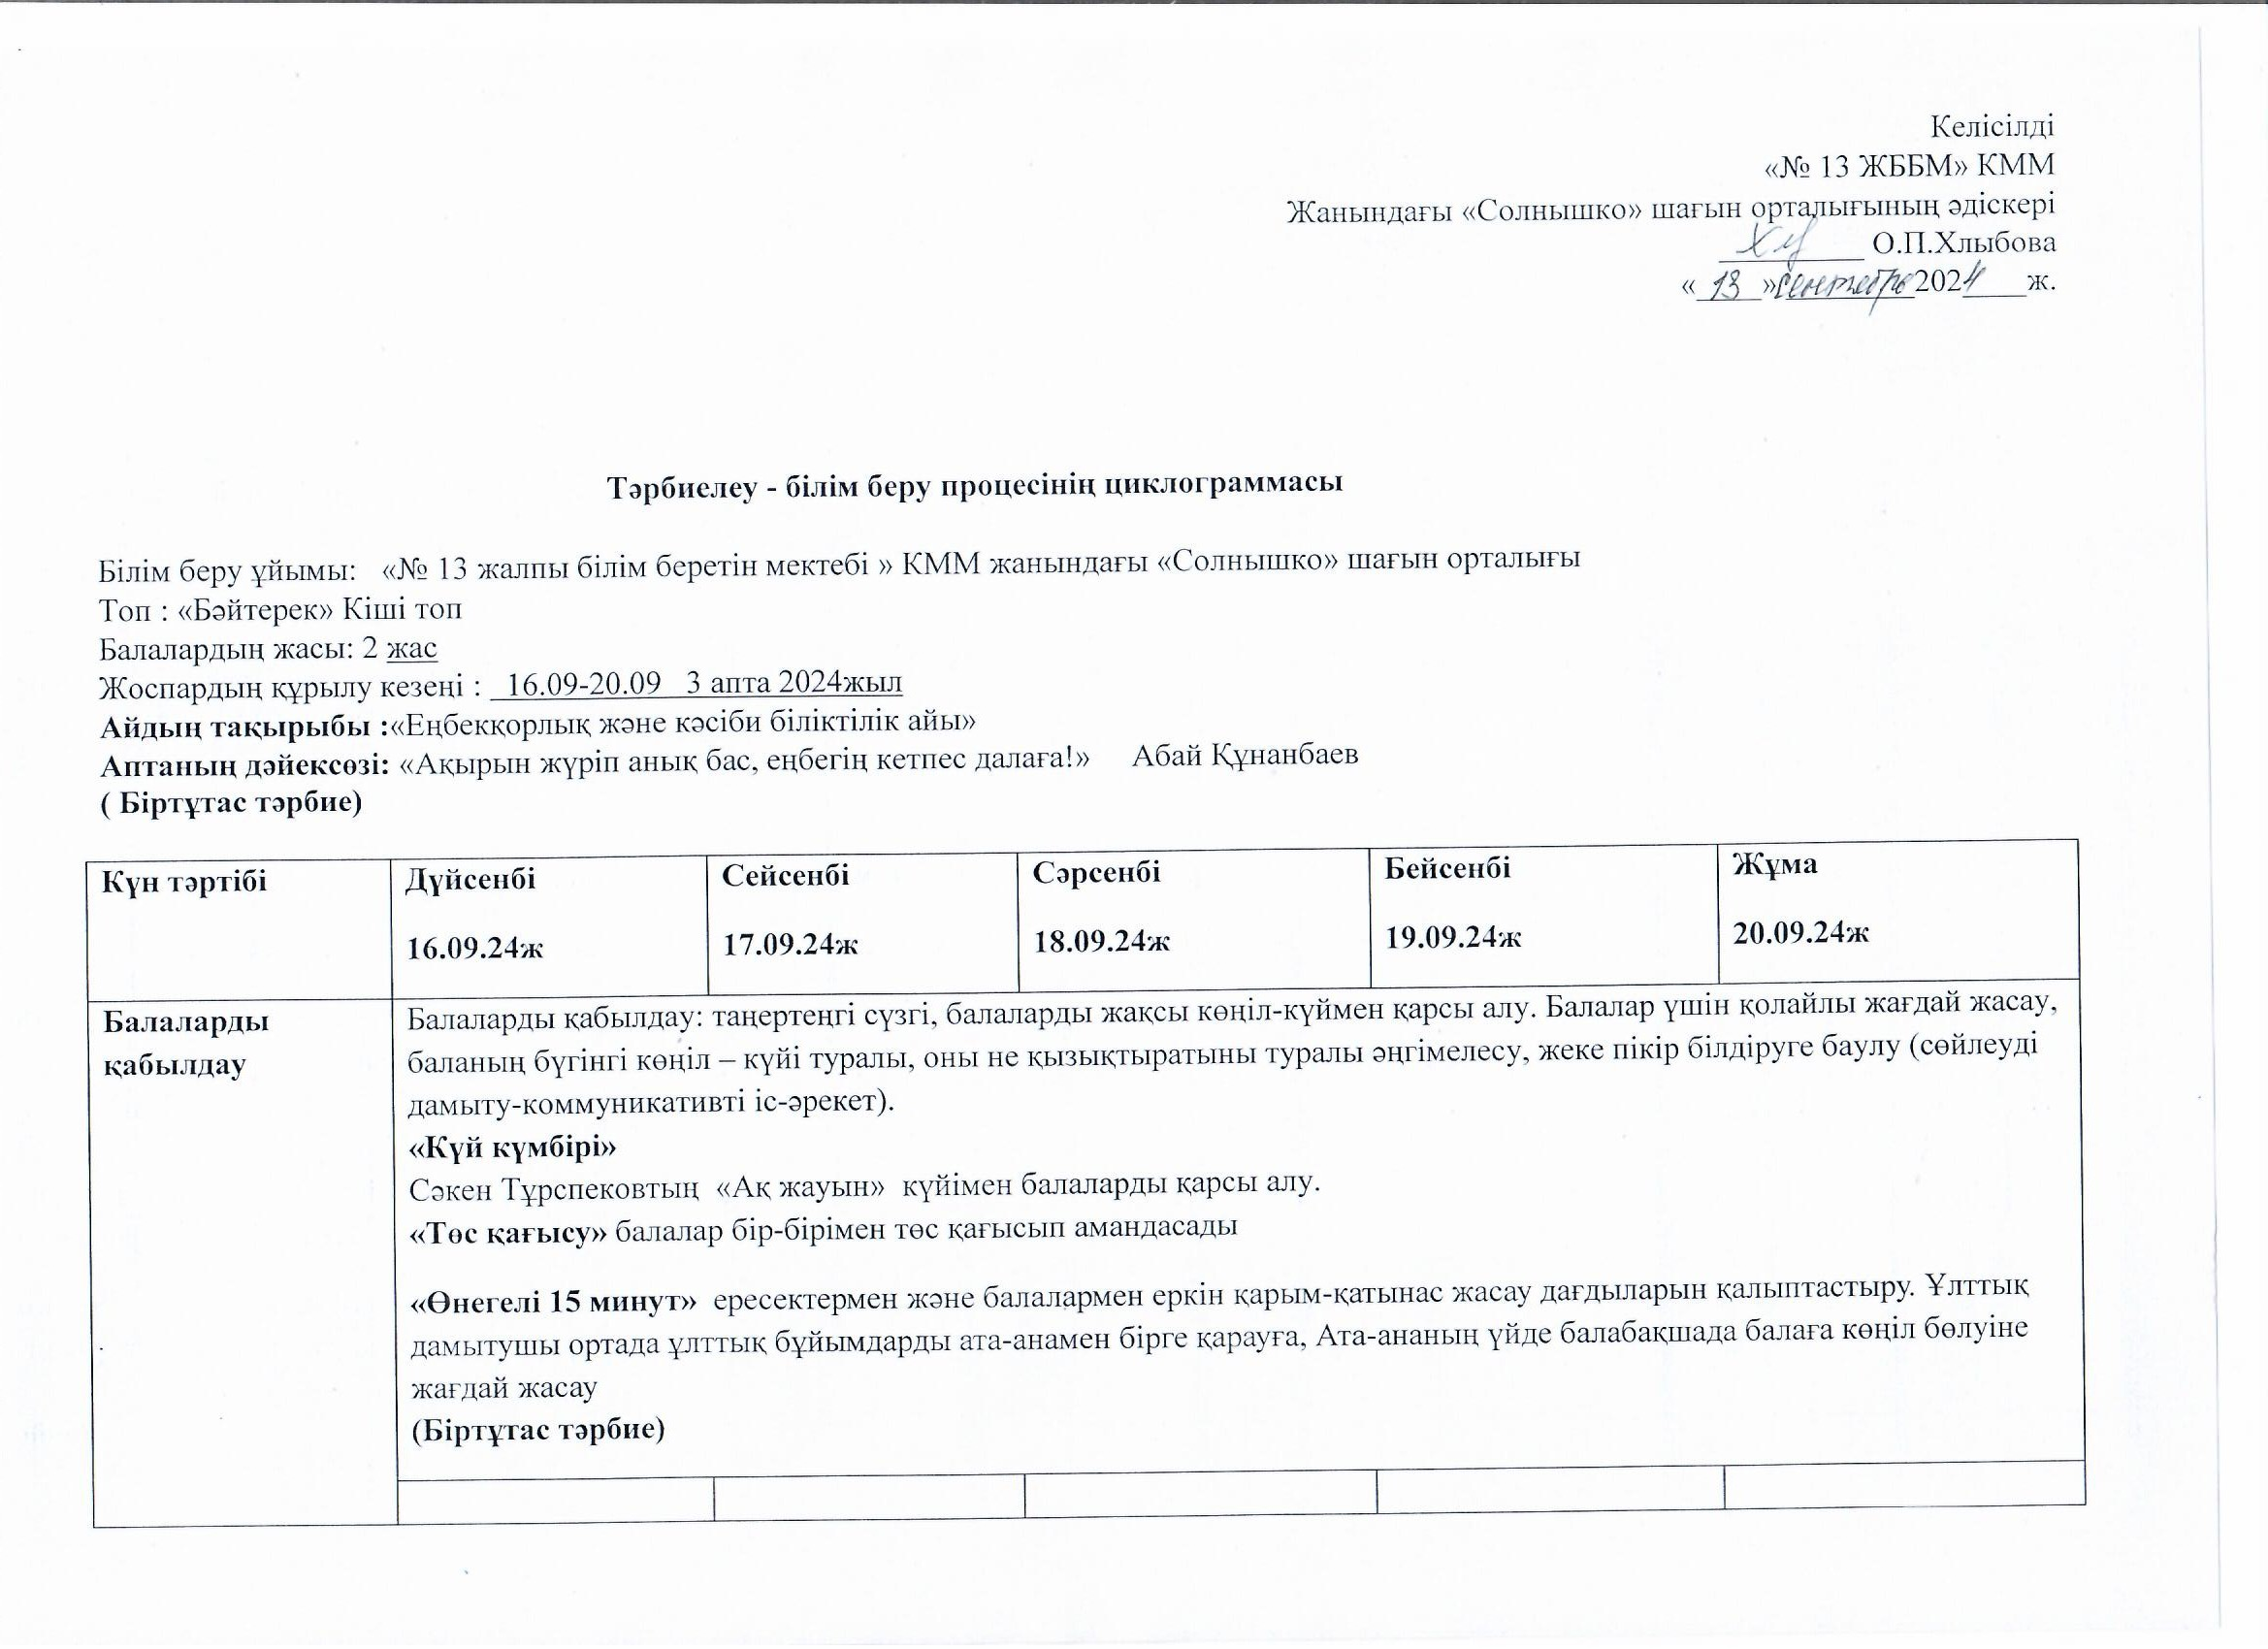 Келісілді
«№ 13 ЖББМ» КММ
Жанындағы «Солнышко» шағын орталығының әдіскері
__________ О.П.Хлыбова
«_13_»сентября2024____ж.
Тәрбиелеу - білім беру процесінің циклограммасы
Білім беру ұйымы: «№ 13 жалпы білім беретін мектебі » КММ жанындағы «Солнышко» шағын орталығы
Топ : «Бәйтерек» Кіші топ
Балалардың жасы: 2 жас
Жоспардың құрылу кезеңі : 16.09-20.09 3 апта 2024жыл
Айдың тақырыбы :«Еңбекқорлық және кәсіби біліктілік айы»
Аптаның дәйексөзі: «Ақырын жүріп анық бас, еңбегің кетпес далаға!» Абай Құнанбаев
( Біртұтас тәрбие)
Күн тәртібі
Дүйсенбі
16.09.24ж
Сейсенбі
17.09.24ж
Сәрсенбі
18.09.24ж
Бейсенбі
19.09.24ж
Жұма
20.09.24ж
Балаларды
қабылдау
Балаларды қабылдау: таңертеңгі сүзгі, балаларды жақсы көңіл-күймен қарсы алу. Балалар үшін қолайлы жағдай жасау,
баланың бүгінгі көңіл – күйі туралы, оны не қызықтыратыны туралы әңгімелесу, жеке пікір білдіруге баулу (сөйлеуді
дамыту-коммуникативті іс-әрекет).
«Күй күмбірі»
Сәкен Тұрспековтың «Ақ жауын» күйімен балаларды қарсы алу.
«Төс қағысу» балалар бір-бірімен төс қағысып амандасады
«Өнегелі 15 минут» ересектермен және балалармен еркін қарым-қатынас жасау дағдыларын қалыптастыру. Ұлттық
дамытушы ортада ұлттық бұйымдарды ата-анамен бірге қарауға, Ата-ананың үйде балабақшада балаға көңіл бөлуіне
жағдай жасау
(Біртұтас тәрбие)